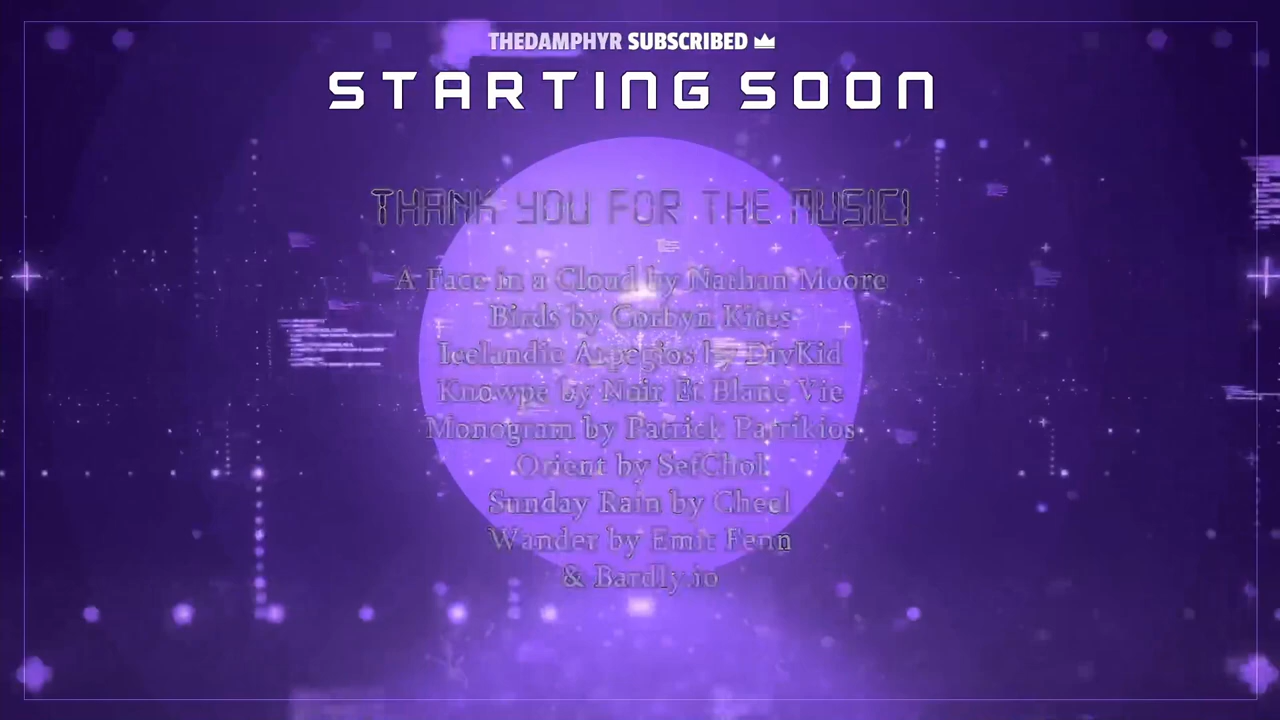 THEDAMPHYR SUBSCRIBED
STARTING SOON
THANK YOU FOR THE MUSIC!
A Face in a Cloud by Nathan Moore
Birds by Corbyn Kites
Icelandic Arpegios by DivKid
Knowpe by Noir Et Blanc Vie
Monogram by Patrick Patrikios
Orient by SefChol
Sunday Rain by Cheel
Wander by Emit Fenn
& Bardly.io